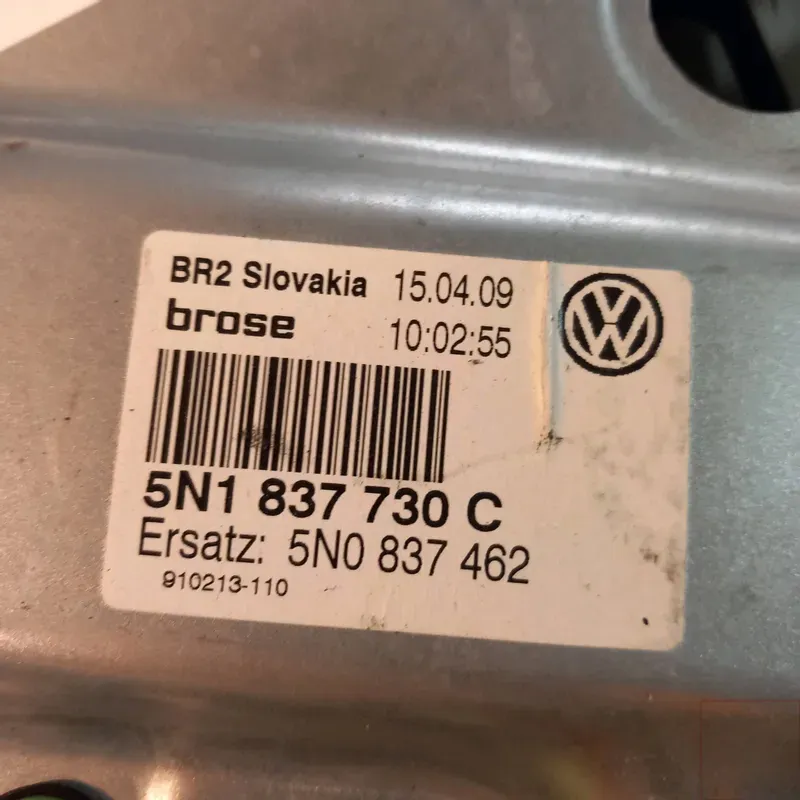 BR2 Slovakia 15.04.09
brose 10:02:55
5N1 837 730 C
Ersatz: 5N0 837 462
910213-110